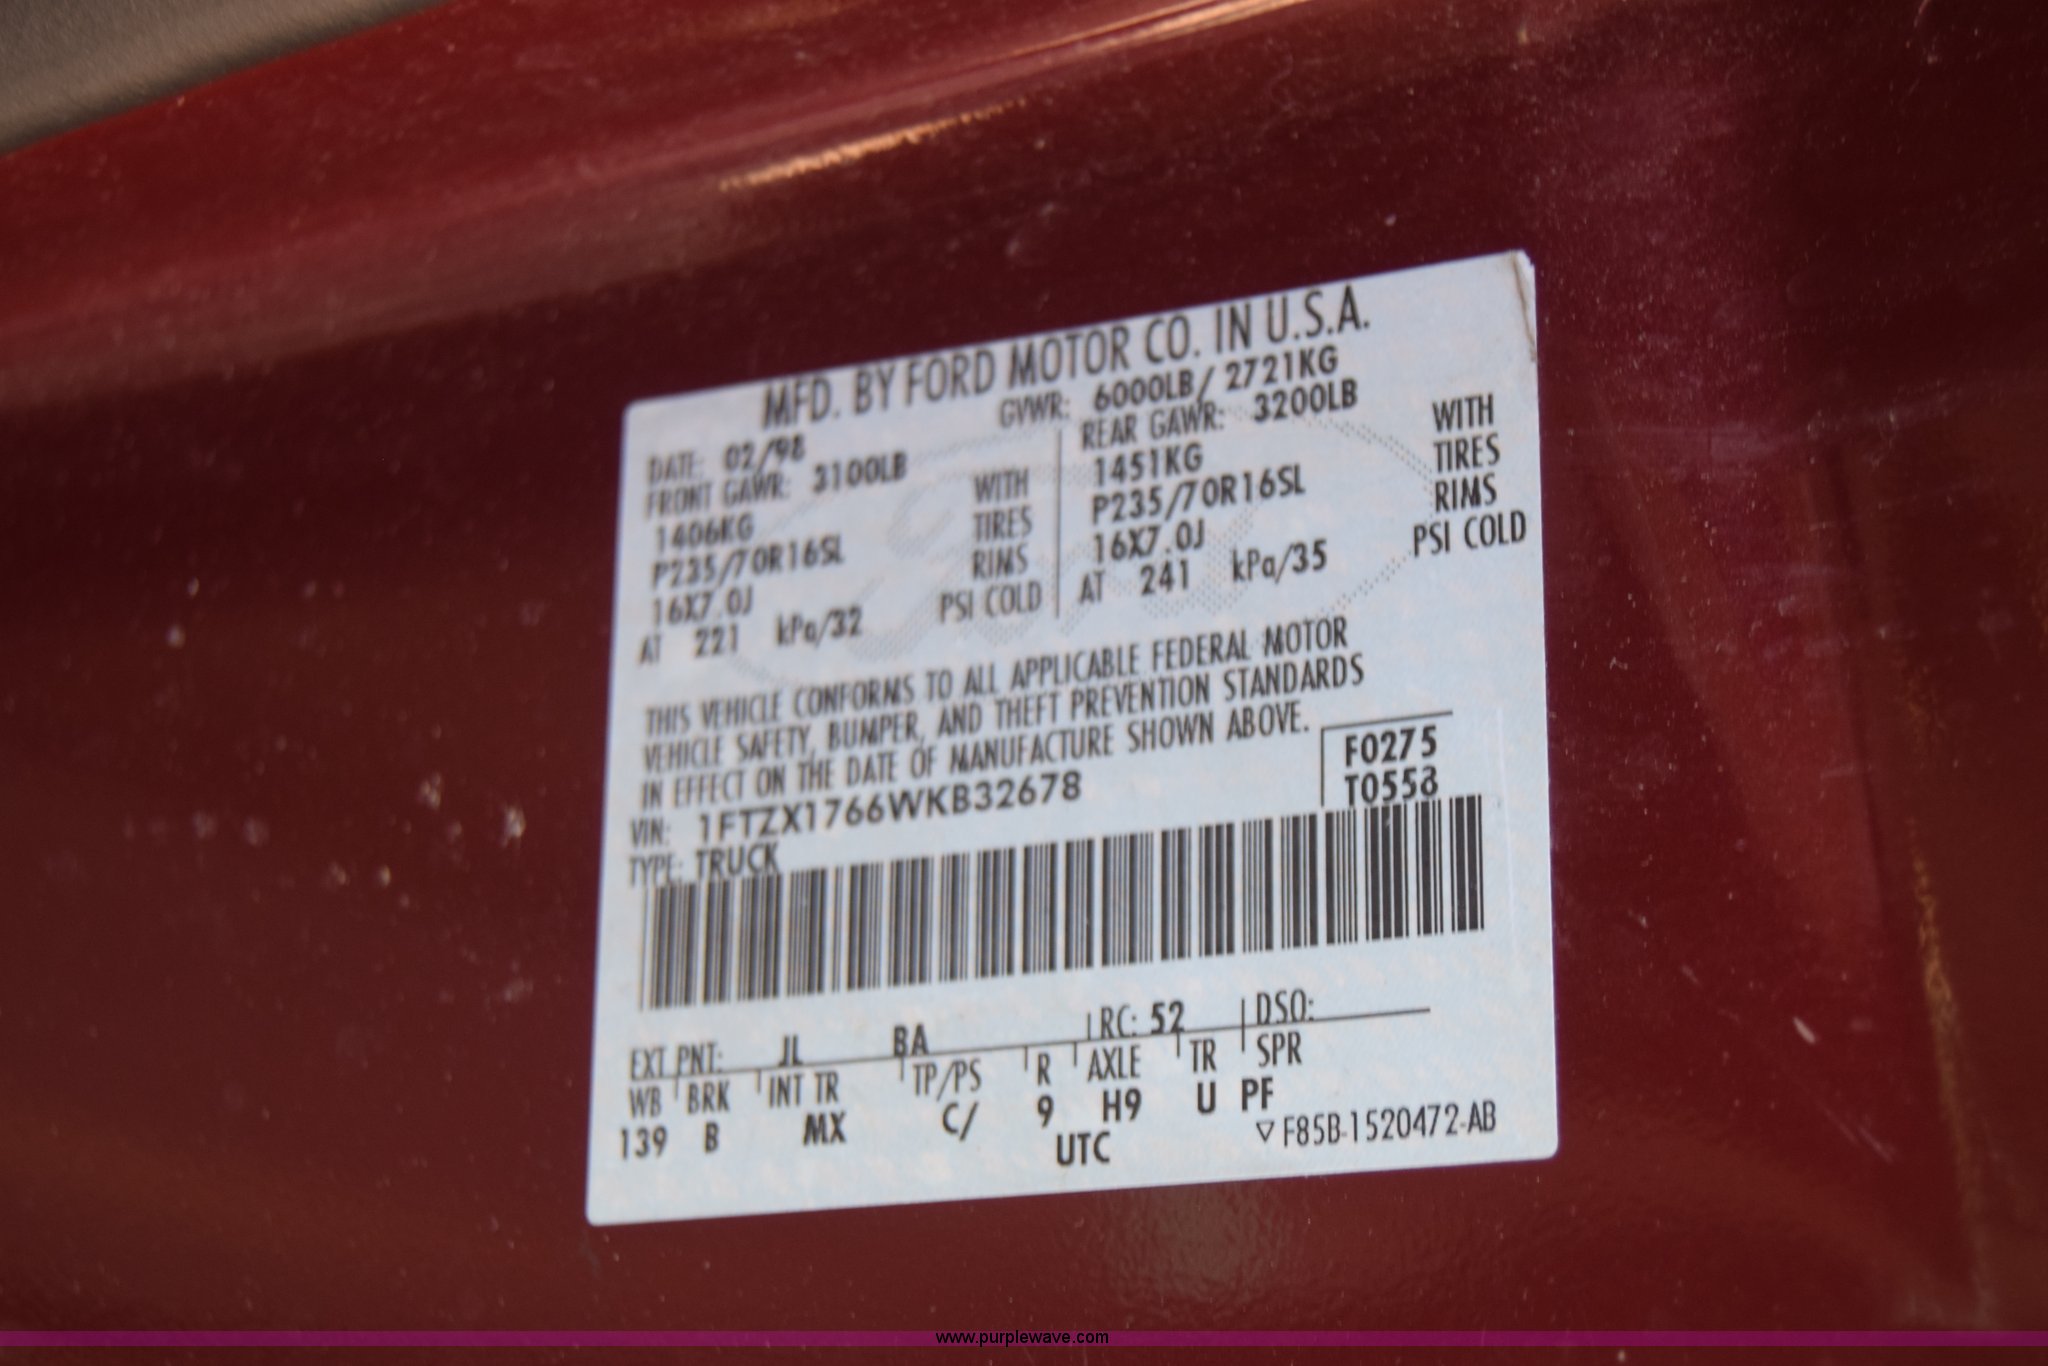 MFD. BY FORD MOTOR CO. IN U.S.A.
DATE: 02/98 GVWR: 6000LB/ 2721KG
FRONT GAWR: 3100LB
1406KG WITH
P235/70R16SL TIRES
16X7.0J RIMS
AT 221 kPa/32 PSI COLD
REAR GAWR: 3200LB
1451KG WITH
P235/70R16SL TIRES
16X7.0J RIMS
AT 241 kPa/35 PSI COLD
THIS VEHICLE CONFORMS TO ALL APPLICABLE FEDERAL MOTOR
VEHICLE SAFETY, BUMPER, AND THEFT PREVENTION STANDARDS
IN EFFECT ON THE DATE OF MANUFACTURE SHOWN ABOVE.
F0275
T0558
VIN: 1FTZX1766WKB32678
TYPE: TRUCK
EXT PNT: JL BA RC: 52 DSO:
WB BRK INT TR TP/PS R AXLE TR SPR
139 B MX C/ 9 H9 U PF
UTC
▽ F85B-1520472-AB
www.purplewave.com